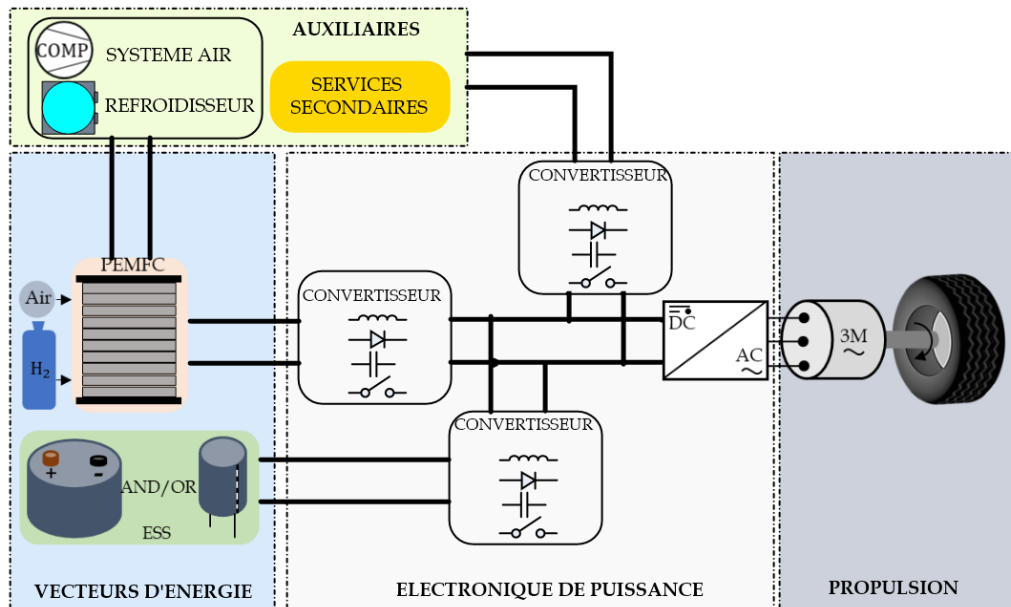 AUXILIAIRES
COMP
SYSTEME AIR
REFROIDISSEUR
SERVICES
SECONDAIRES
CONVERTISSEUR
PEMFC
Air
H₂
CONVERTISSEUR
DC
AC
3M
CONVERTISSEUR
+
-
AND/OR
ESS
VECTEURS D'ENERGIE
ELECTRONIQUE DE PUISSANCE
PROPULSION